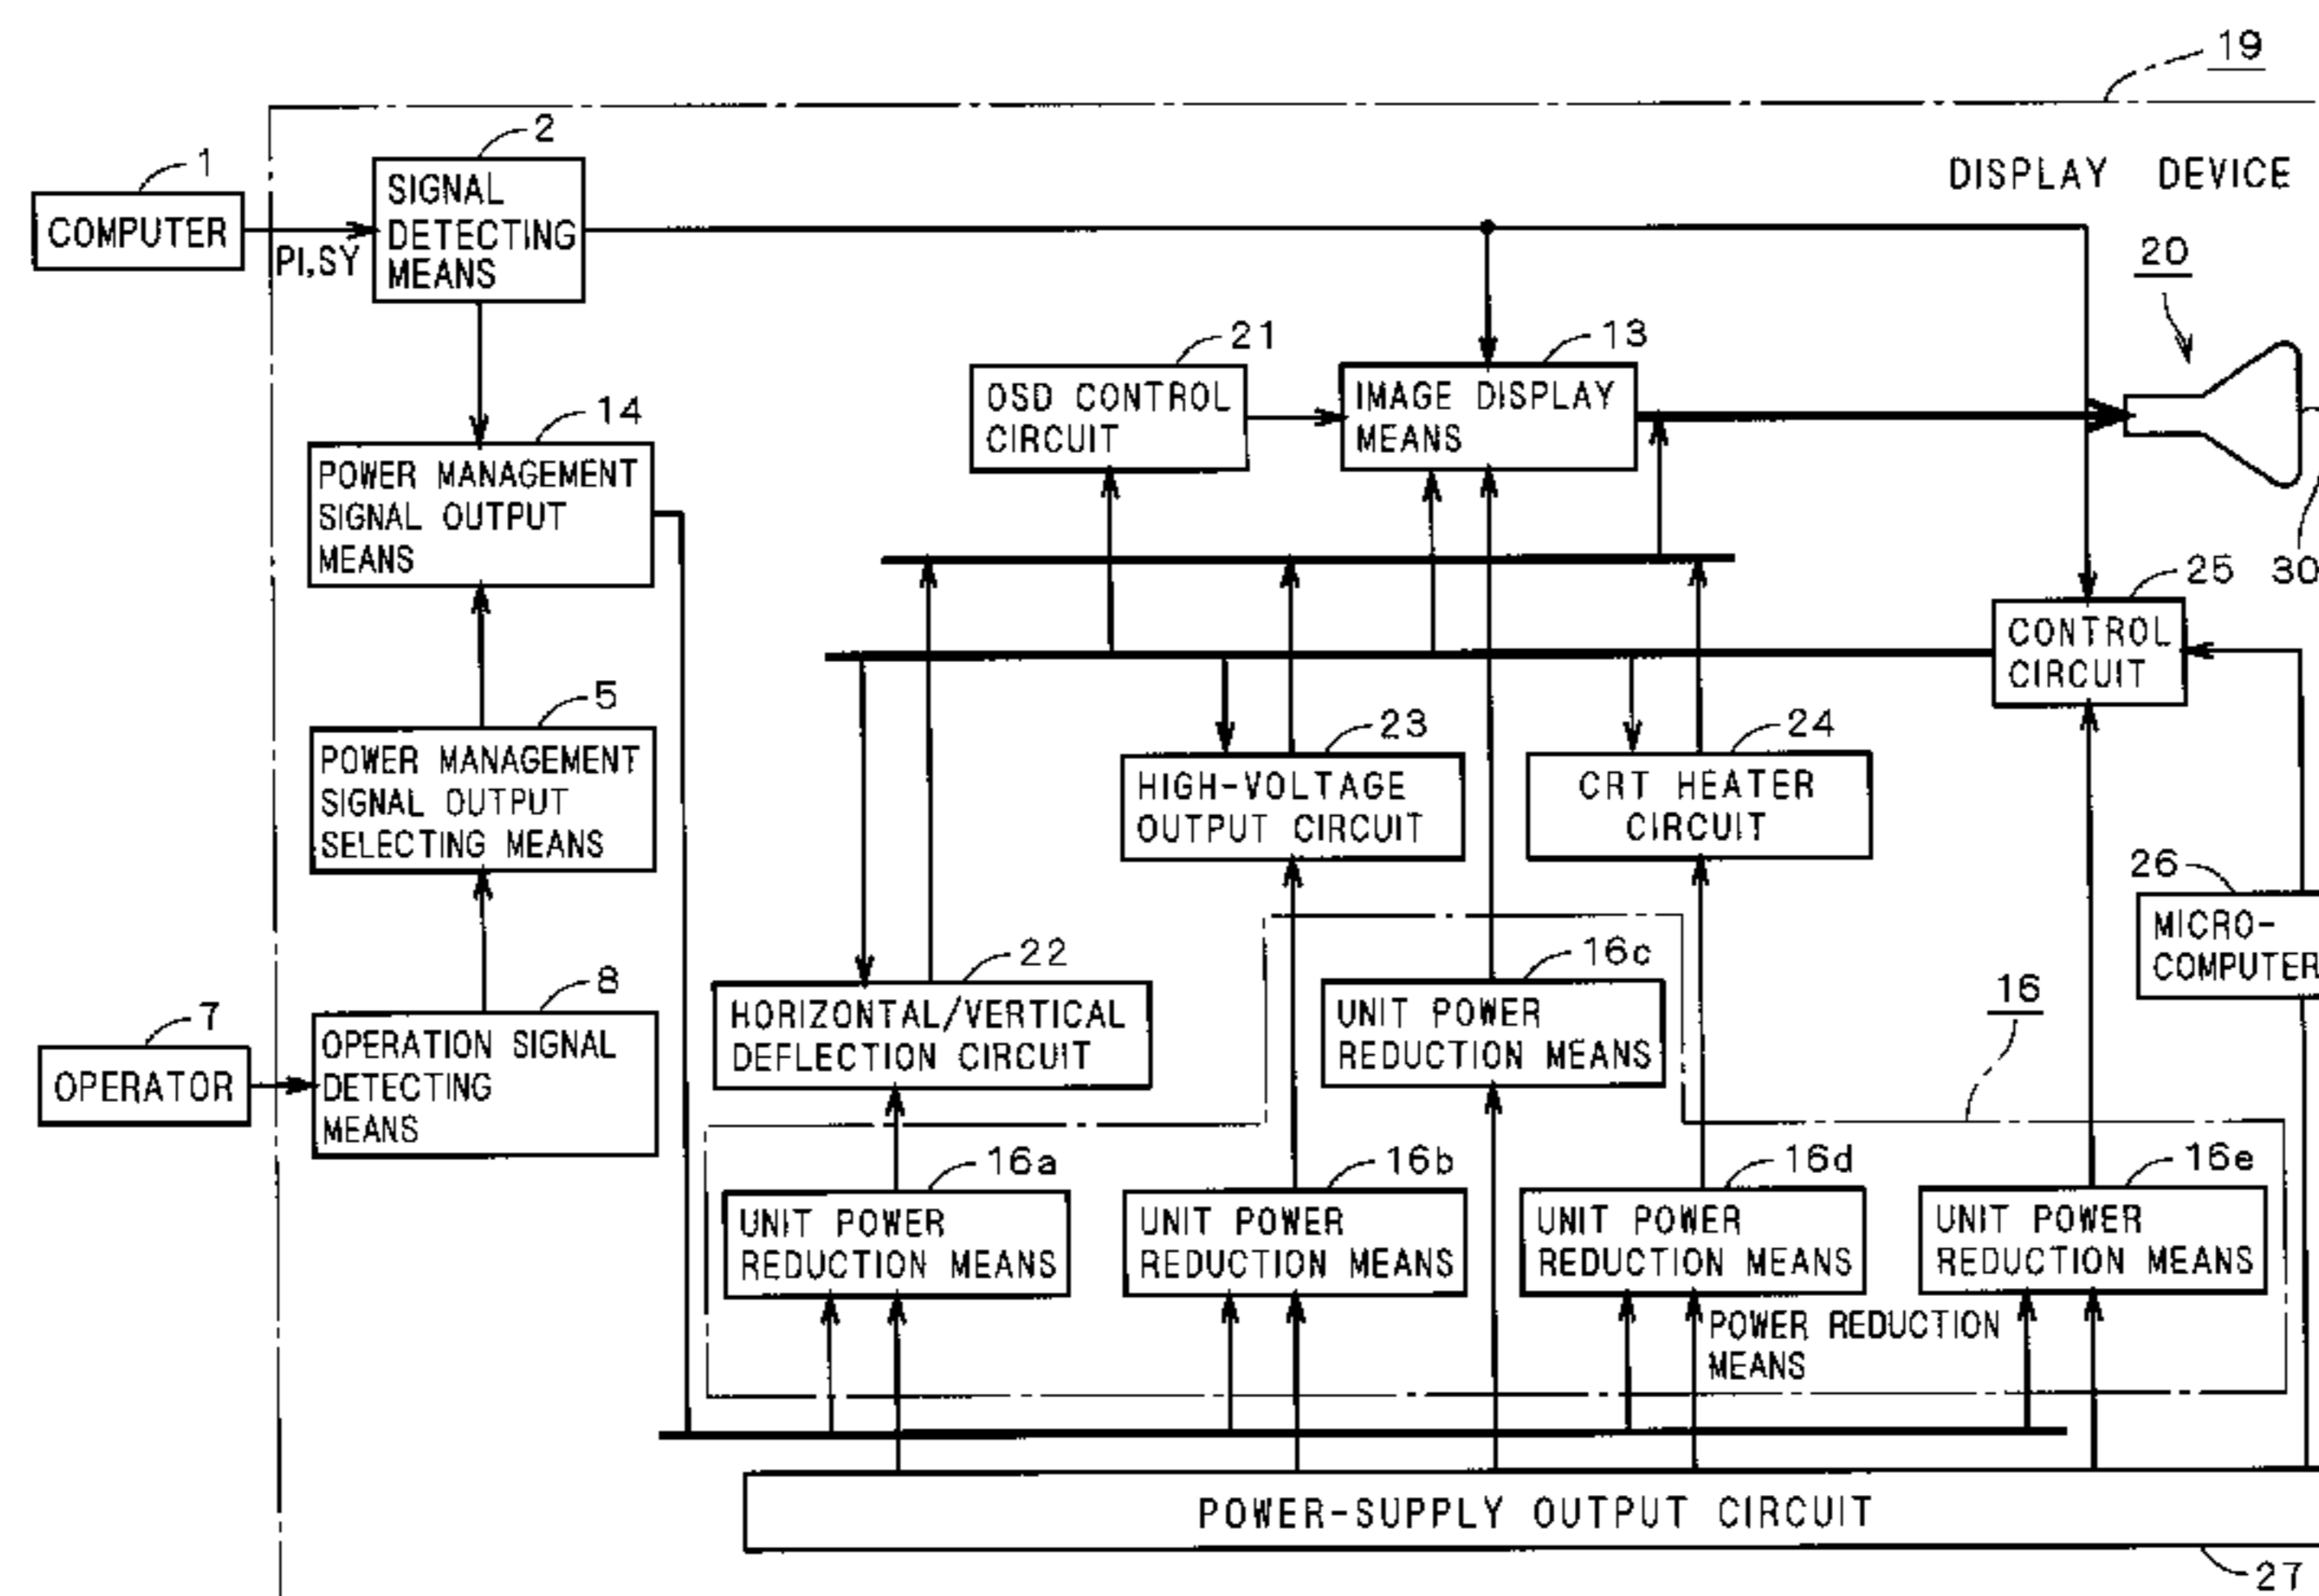 19
DISPLAY DEVICE
1
COMPUTER
PI,SY
2
SIGNAL
DETECTING
MEANS
20
21
OSD CONTROL
CIRCUIT
13
IMAGE DISPLAY
MEANS
30
14
POWER MANAGEMENT
SIGNAL OUTPUT
MEANS
25
CONTROL
CIRCUIT
5
POWER MANAGEMENT
SIGNAL OUTPUT
SELECTING MEANS
23
HIGH-VOLTAGE
OUTPUT CIRCUIT
24
CRT HEATER
CIRCUIT
26
MICRO-
COMPUTER
7
OPERATOR
8
OPERATION SIGNAL
DETECTING
MEANS
22
HORIZONTAL/VERTICAL
DEFLECTION CIRCUIT
16c
UNIT POWER
REDUCTION MEANS
16
16a
UNIT POWER
REDUCTION MEANS
16b
UNIT POWER
REDUCTION MEANS
16d
UNIT POWER
REDUCTION MEANS
16e
UNIT POWER
REDUCTION MEANS
POWER REDUCTION
MEANS
POWER-SUPPLY OUTPUT CIRCUIT
27